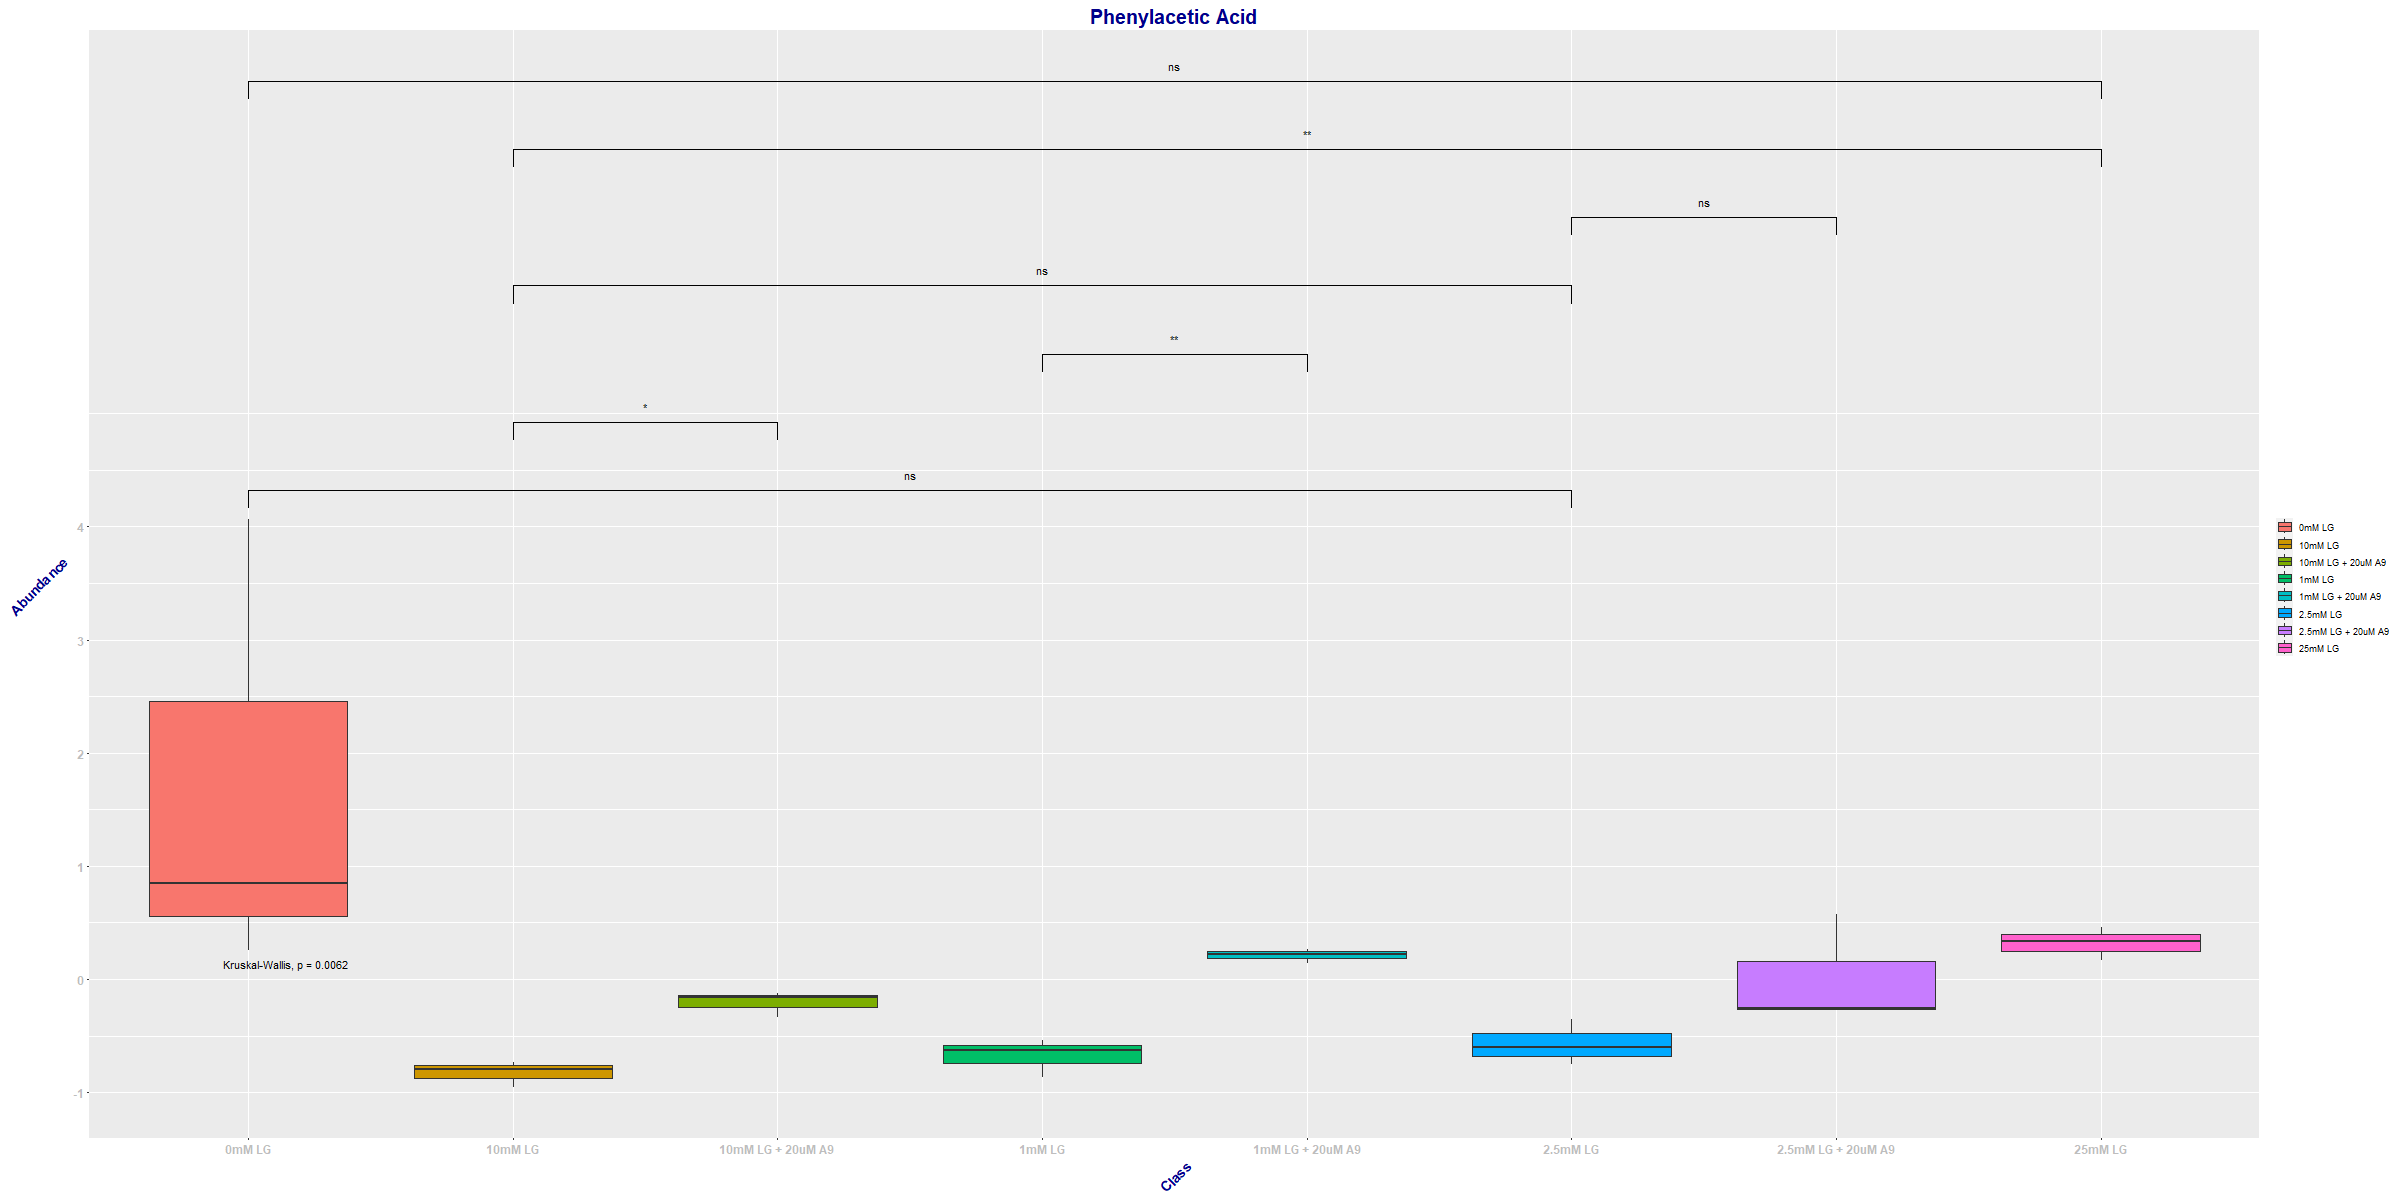 Phenylacetic Acid
ns
**
ns
ns
**
*
ns
4
3
2
1
0
-1
Abundance
Kruskal-Wallis, p = 0.0062
0mM LG
10mM LG
10mM LG + 20uM A9
1mM LG
1mM LG + 20uM A9
2.5mM LG
2.5mM LG + 20uM A9
25mM LG
Class
0mM LG
10mM LG
10mM LG + 20uM A9
1mM LG
1mM LG + 20uM A9
2.5mM LG
2.5mM LG + 20uM A9
25mM LG